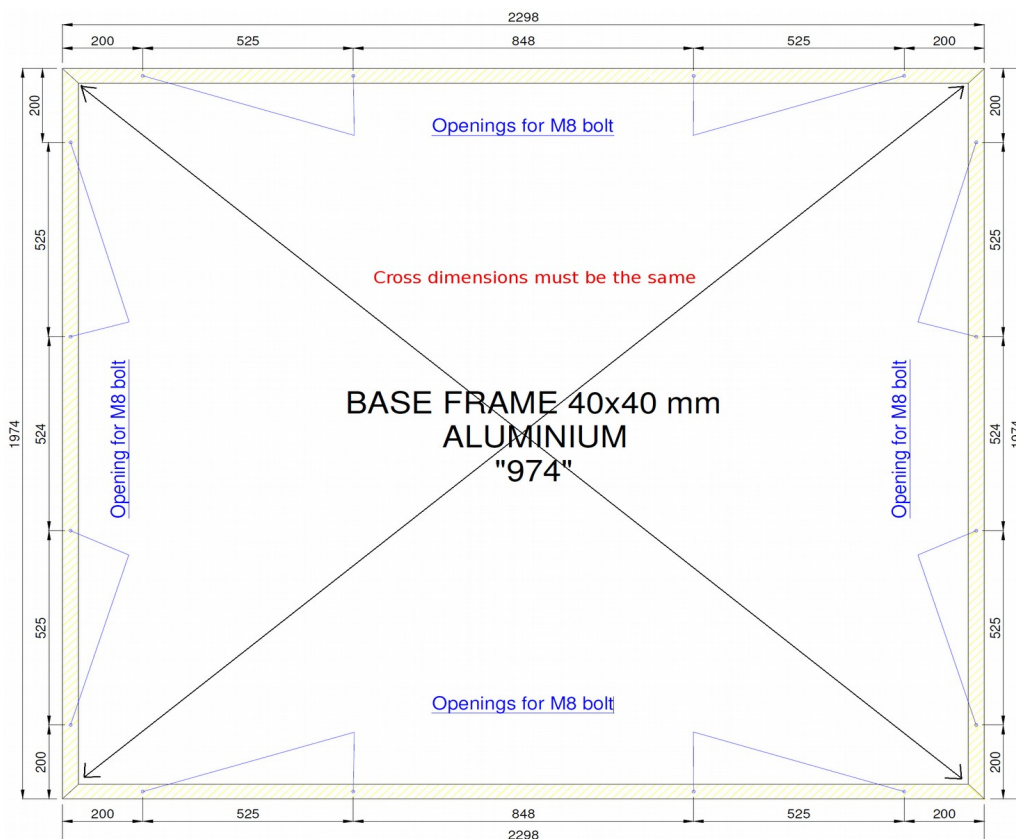 2298
200 525 848 525 200
200
200
Openings for M8 bolt
525
525
Cross dimensions must be the same
Opening for M8 bolt
Opening for M8 bolt
BASE FRAME 40x40 mm
ALUMINIUM
"974"
1974
524
524
1974
525
525
Openings for M8 bolt
200
200
200 525 848 525 200
2298